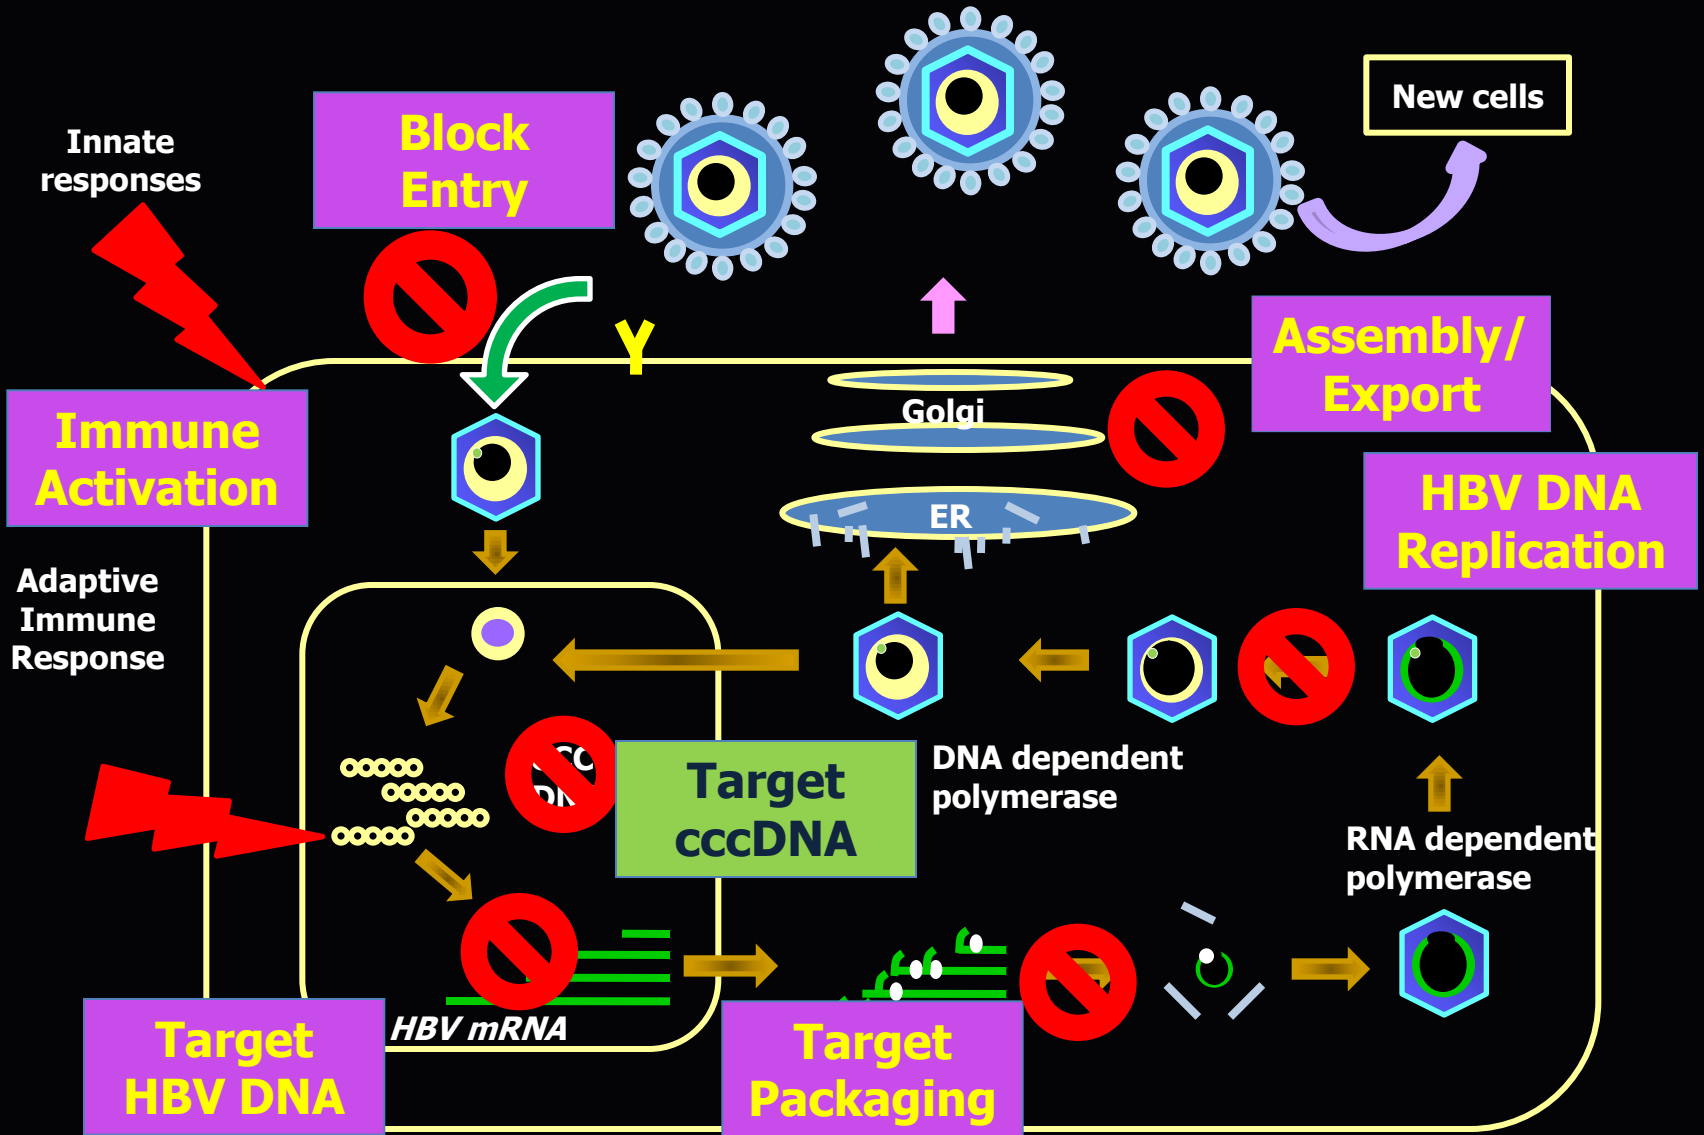 New cells
Block
Entry
Innate
responses
Assembly/
Export
Immune
Activation
Golgi
HBV DNA
Replication
ER
Adaptive
Immune
Response
Target
cccDNA
DNA dependent
polymerase
RNA dependent
polymerase
HBV mRNA
Target
HBV DNA
Target
Packaging